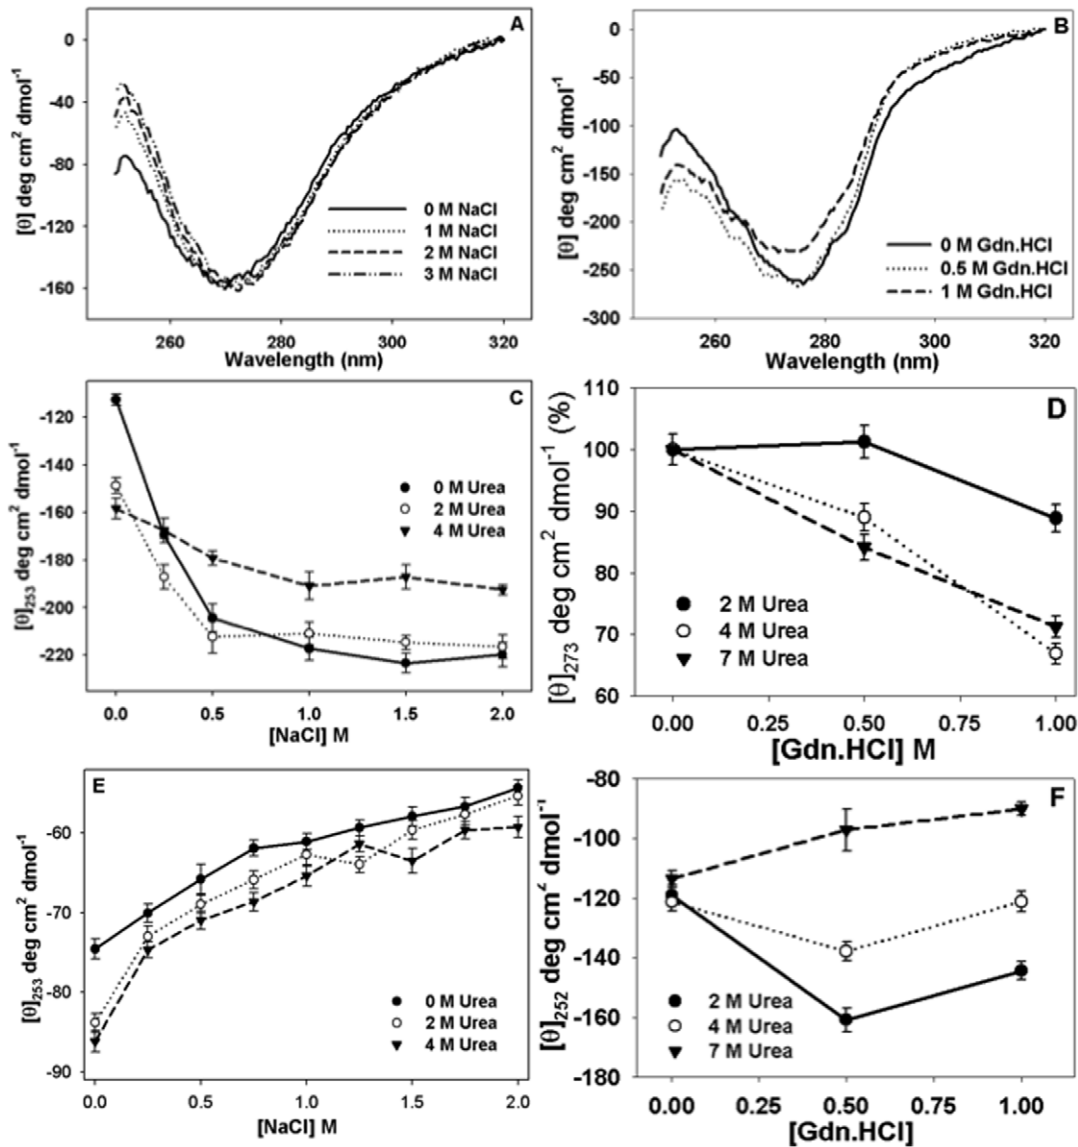 A
[θ] deg cm² dmol⁻¹
0
-40
-80
-120
-160
0 M NaCl
1 M NaCl
2 M NaCl
3 M NaCl
260
280
300
320
Wavelength (nm)
B
[θ] deg cm² dmol⁻¹
0
-50
-100
-150
-200
-250
-300
0 M Gdn.HCl
0.5 M Gdn.HCl
1 M Gdn.HCl
260
280
300
320
Wavelength (nm)
C
[θ]₂₅₃ deg cm² dmol⁻¹
-120
-140
-160
-180
-200
-220
0 M Urea
2 M Urea
4 M Urea
0.0
0.5
1.0
1.5
2.0
[NaCl] M
D
[θ]₂₇₃ deg cm² dmol⁻¹ (%)
110
100
90
80
70
60
2 M Urea
4 M Urea
7 M Urea
0.00
0.25
0.50
0.75
1.00
[Gdn.HCl] M
E
[θ]₂₅₃ deg cm² dmol⁻¹
-60
-70
-80
-90
0 M Urea
2 M Urea
4 M Urea
0.0
0.5
1.0
1.5
2.0
[NaCl] M
F
[θ]₂₅₂ deg cm² dmol⁻¹
-80
-100
-120
-140
-160
-180
2 M Urea
4 M Urea
7 M Urea
0.00
0.50
1.00
[Gdn.HCl]